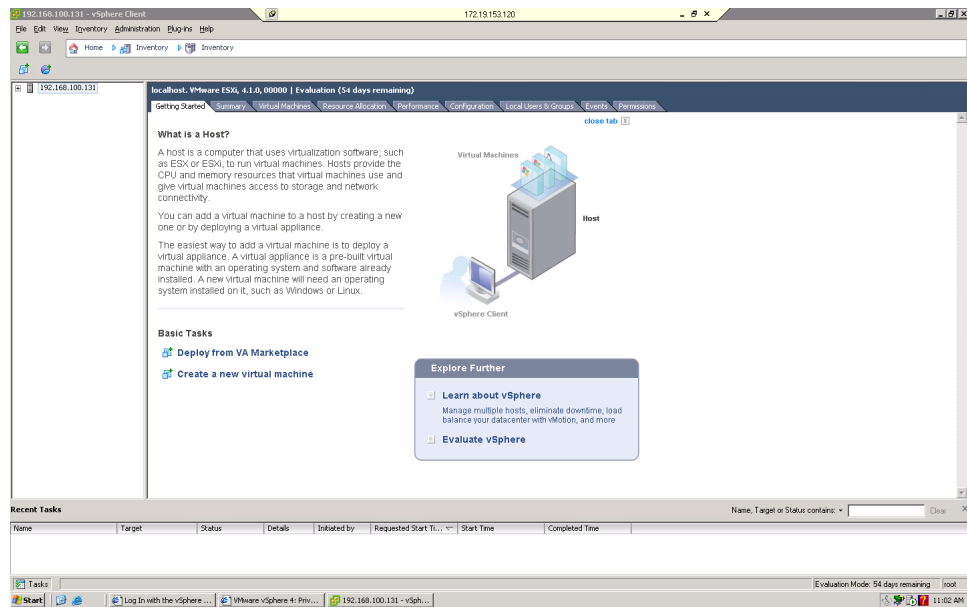 192.168.100.131 - vSphere Client
172.19.153.120
File Edit View Inventory Administration Plug-ins Help
Home Inventory Inventory
192.168.100.131
localhost. VMware ESXi, 4.1.0, 00000 | Evaluation (54 days remaining)
Getting Started Summary Virtual Machines Resource Allocation Performance Configuration Local Users & Groups Events Permissions
close tab X
What is a Host?
A host is a computer that uses virtualization software, such
as ESX or ESXi, to run virtual machines. Hosts provide the
CPU and memory resources that virtual machines use and
give virtual machines access to storage and network
connectivity.
You can add a virtual machine to a host by creating a new
one or by deploying a virtual appliance.
The easiest way to add a virtual machine is to deploy a
virtual appliance. A virtual appliance is a pre-built virtual
machine with an operating system and software already
installed. A new virtual machine will need an operating
system installed on it, such as Windows or Linux.
Virtual Machines
Host
vSphere Client
Basic Tasks
Deploy from VA Marketplace
Create a new virtual machine
Explore Further
Learn about vSphere
Manage multiple hosts, eliminate downtime, load
balance your datacenter with vMotion, and more
Evaluate vSphere
Recent Tasks
Name, Target or Status contains:
Clear
Name Target Status Details Initiated by Requested Start Ti... Start Time Completed Time
Tasks
Evaluation Mode: 54 days remaining root
Start Log In with the vSphere ... VMware vSphere 4: Priv... 192.168.100.131 - vSph... 11:02 AM